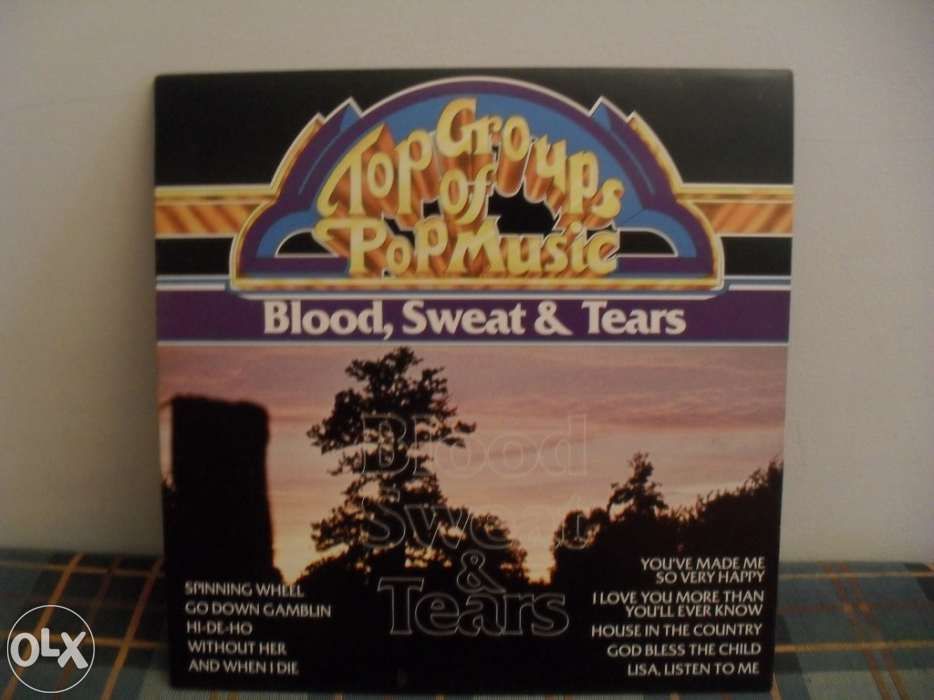 Top Groups
of
Pop Music
Blood, Sweat & Tears
Blood
Sweat
&
Tears
SPINNING WHEEL
GO DOWN GAMBLIN
HI-DE-HO
WITHOUT HER
AND WHEN I DIE
YOU'VE MADE ME
SO VERY HAPPY
I LOVE YOU MORE THAN
YOU'LL EVER KNOW
HOUSE IN THE COUNTRY
GOD BLESS THE CHILD
LISA, LISTEN TO ME
OLX